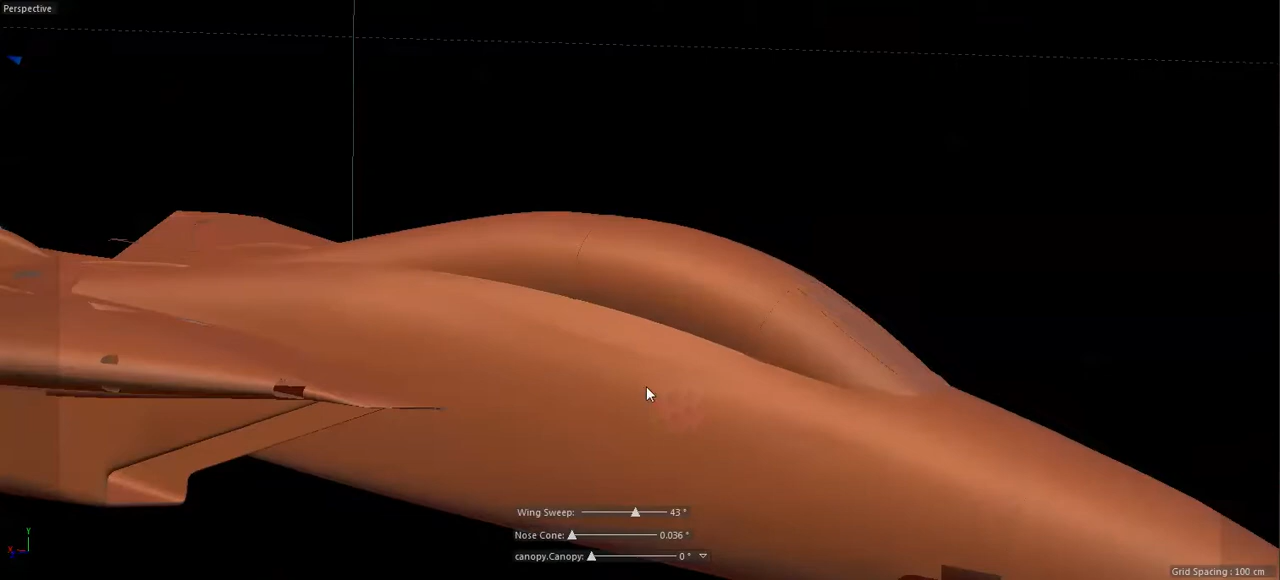 Perspective
Wing Sweep: 43 °
Nose Cone: 0.036 °
canopy.Canopy: 0 °
Y
X
Grid Spacing : 100 cm